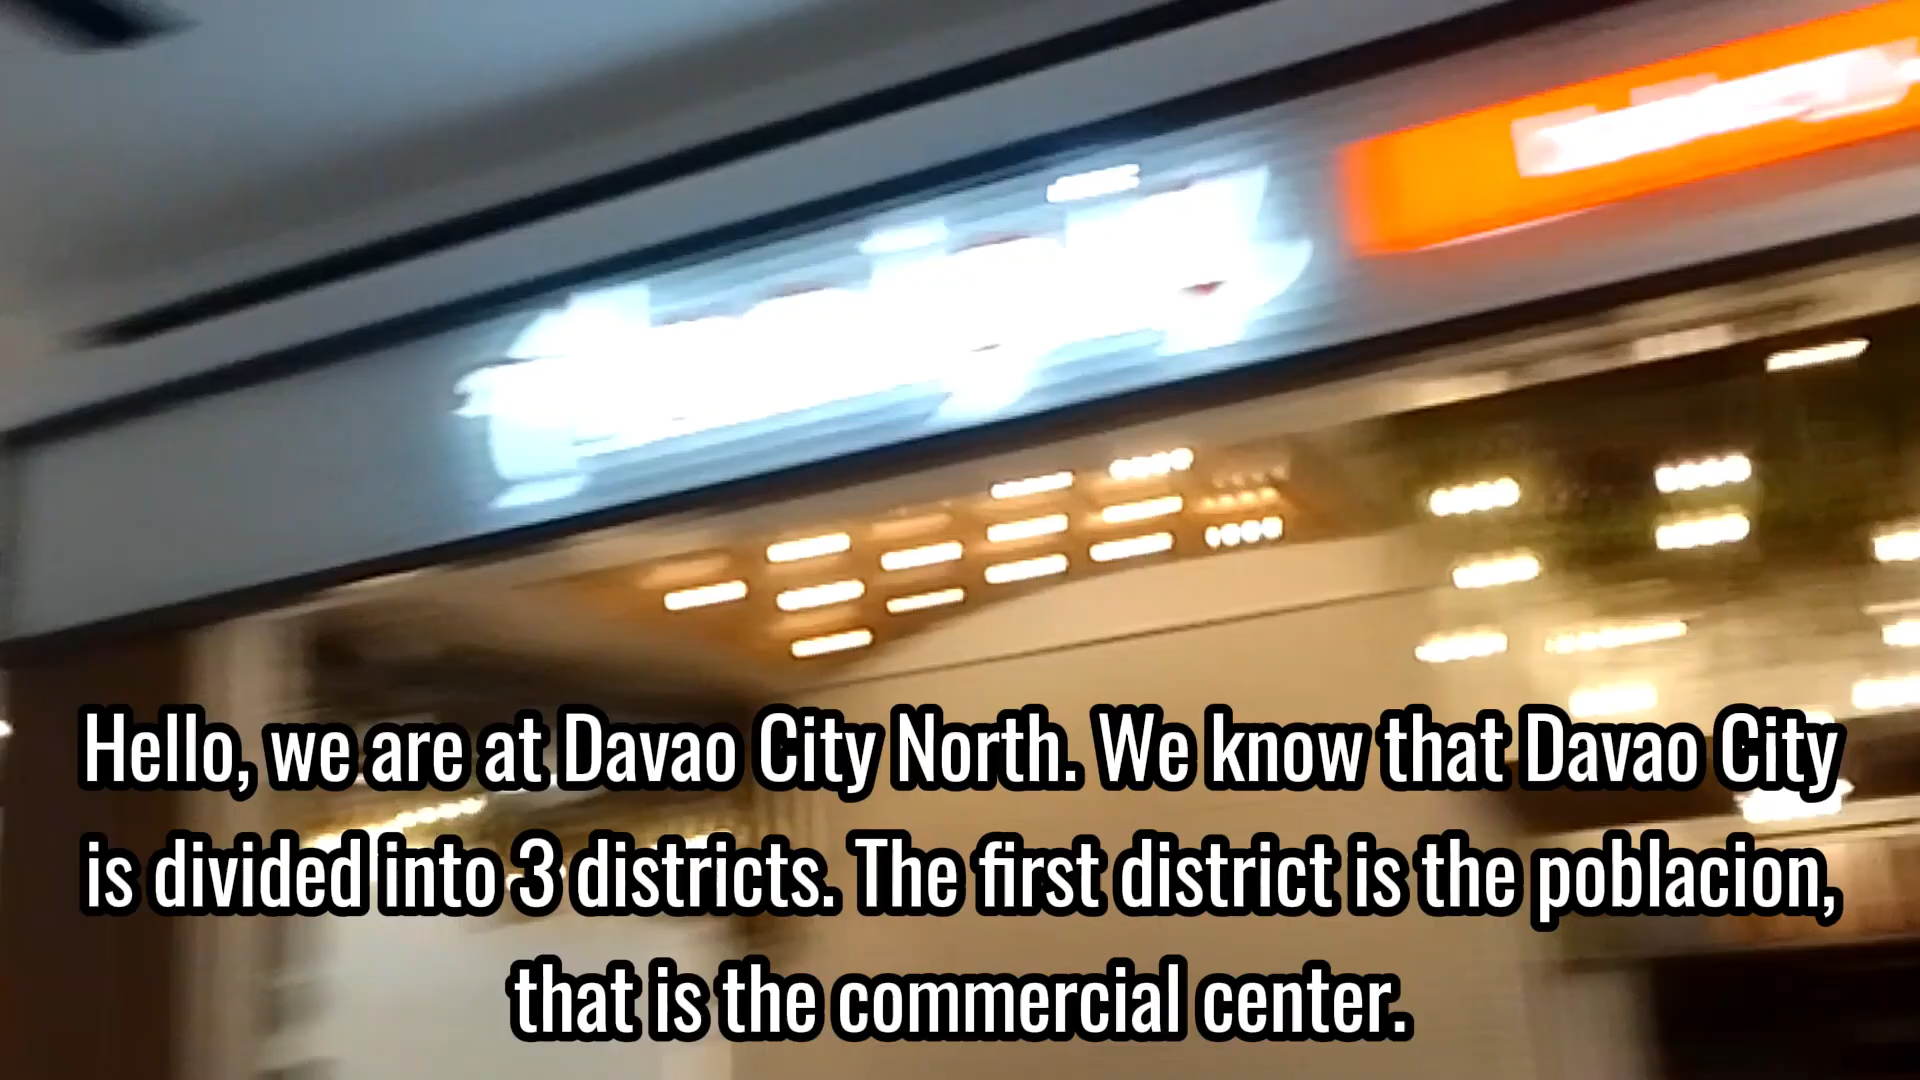 Hello, we are at Davao City North. We know that Davao City
is divided into 3 districts. The first district is the poblacion,
that is the commercial center.